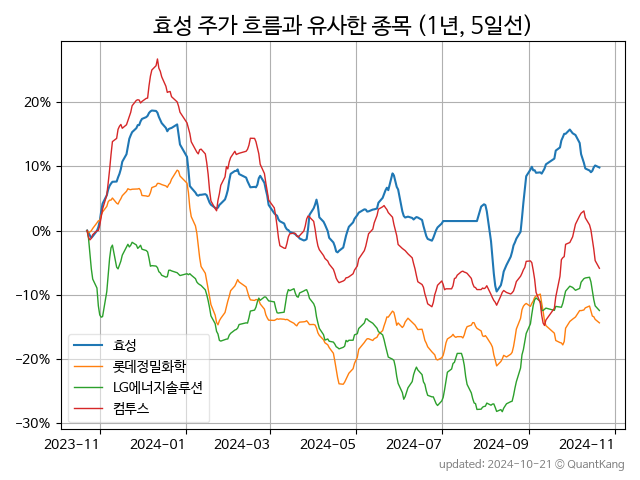 효성 주가 흐름과 유사한 종목 (1년, 5일선)
20%
10%
0%
−10%
−20%
−30%
효성
롯데정밀화학
LG에너지솔루션
컴투스
2023-11 2024-01 2024-03 2024-05 2024-07 2024-09 2024-11
updated: 2024-10-21 © QuantKang